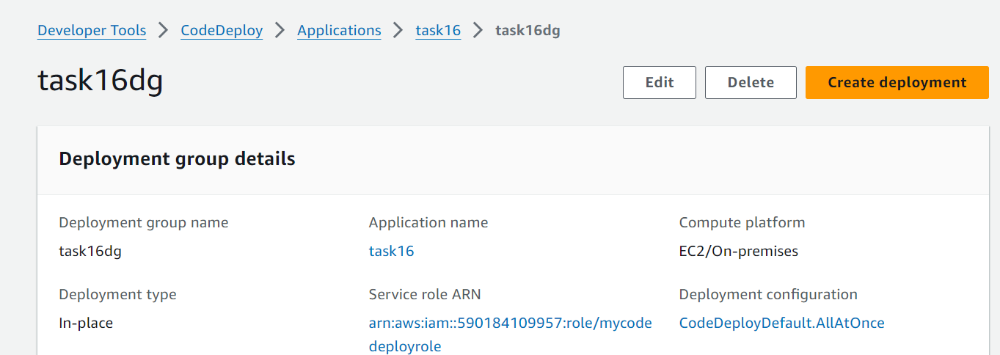 Developer Tools > CodeDeploy > Applications > task16 > task16dg
task16dg
Edit
Delete
Create deployment
Deployment group details
Deployment group name
Application name
Compute platform
task16dg
task16
EC2/On-premises
Deployment type
Service role ARN
Deployment configuration
In-place
arn:aws:iam::590184109957:role/mycode
deployrole
CodeDeployDefault.AllAtOnce